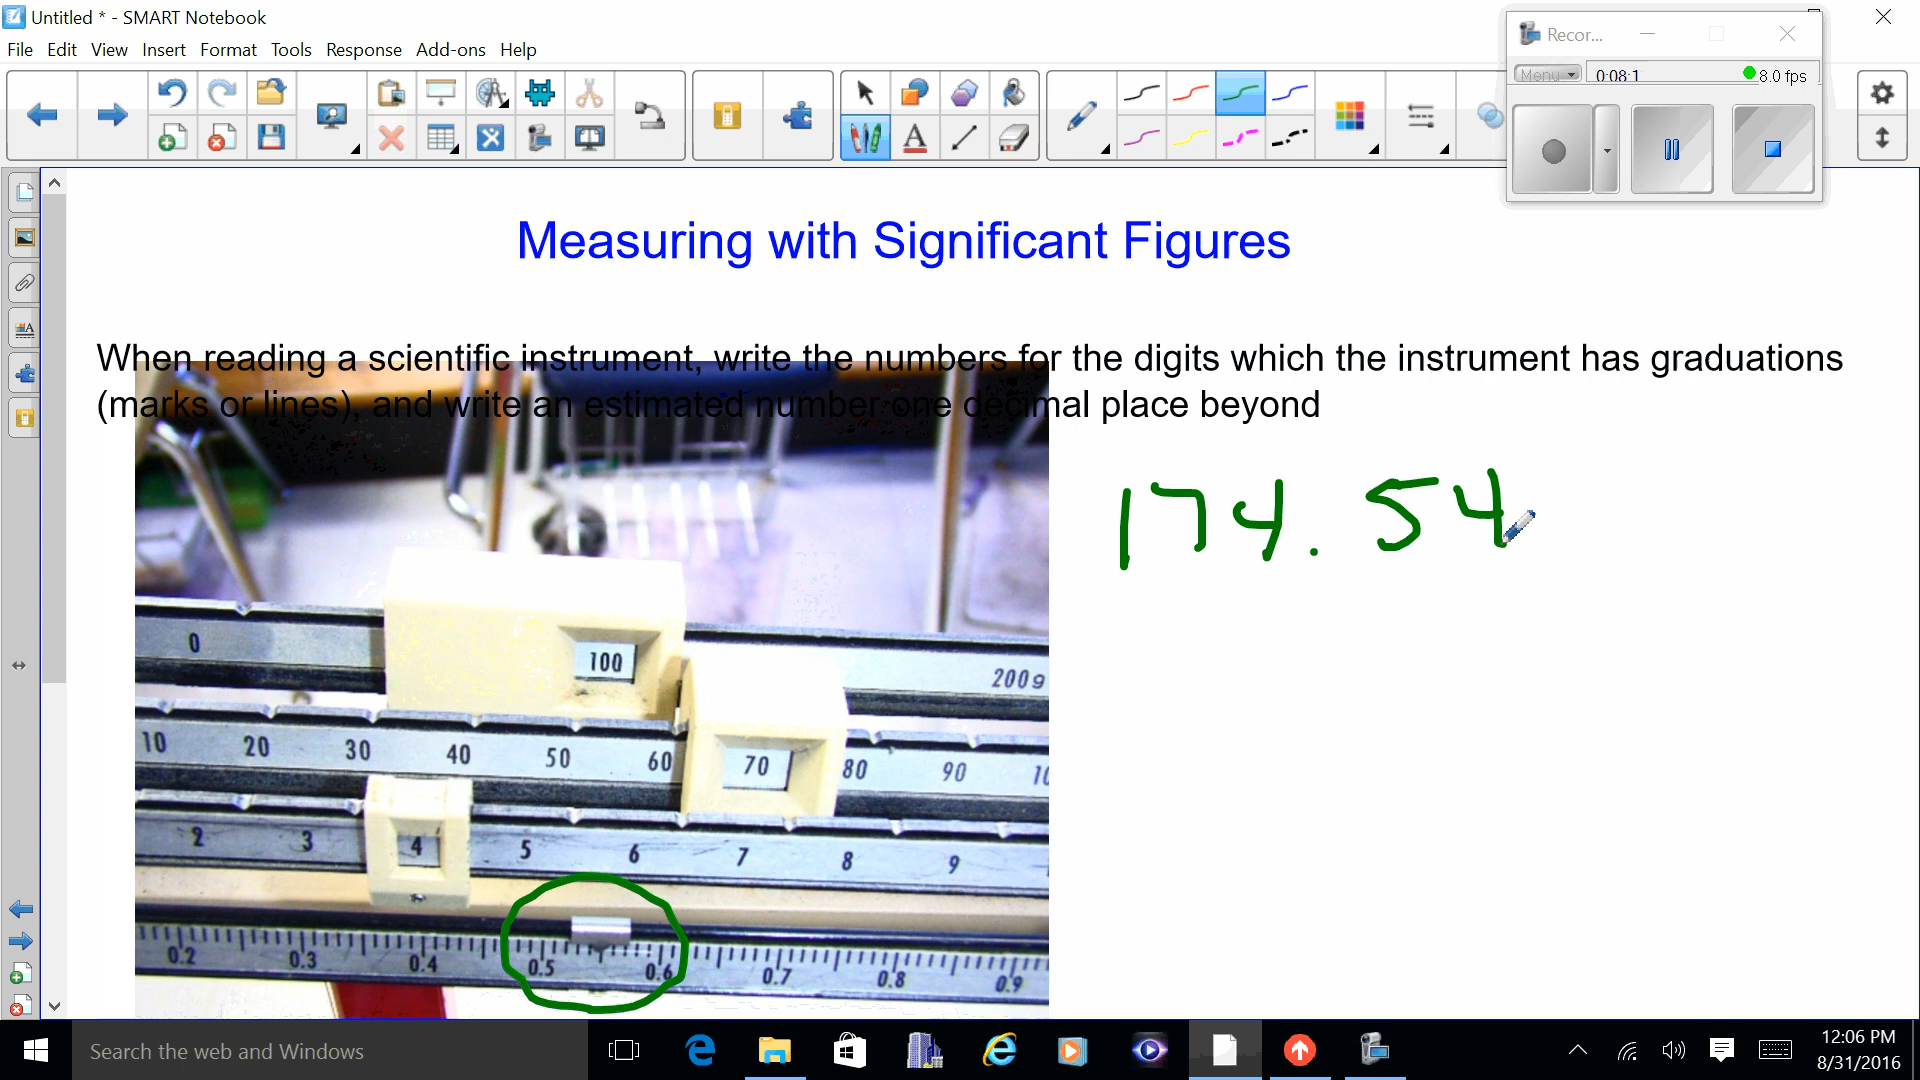 Untitled * - SMART Notebook
File Edit View Insert Format Tools Response Add-ons Help
Recor...
Menu 0:08:1 8.0 fps
Measuring with Significant Figures
When reading a scientific instrument, write the numbers for the digits which the instrument has graduations
(marks or lines), and write an estimated number one decimal place beyond
174.54
0 100 200g
10 20 30 40 50 60 70 80 90
2 3 4 5 6 7 8 9
0.2 0.3 0.4 0.5 0.6 0.7 0.8 0.9
Search the web and Windows
12:06 PM
8/31/2016